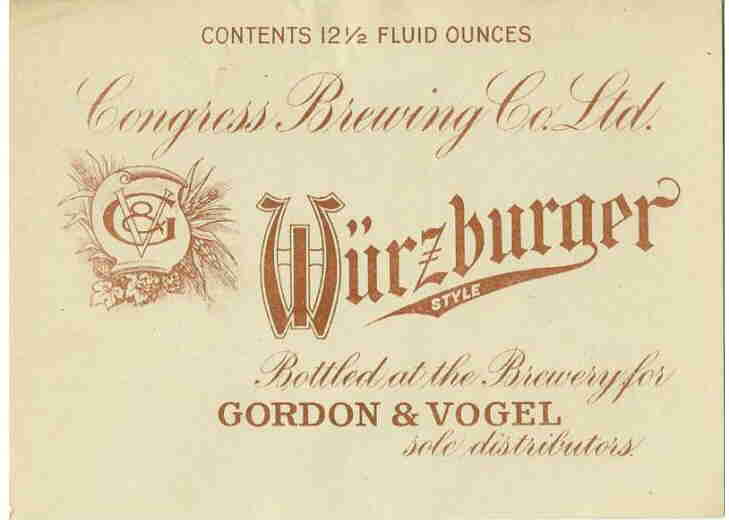 CONTENTS 12½ FLUID OUNCES
Congress Brewing Co. Ltd.
G&V
Würzburger
STYLE
Bottled at the Brewery for
GORDON & VOGEL
sole distributors.